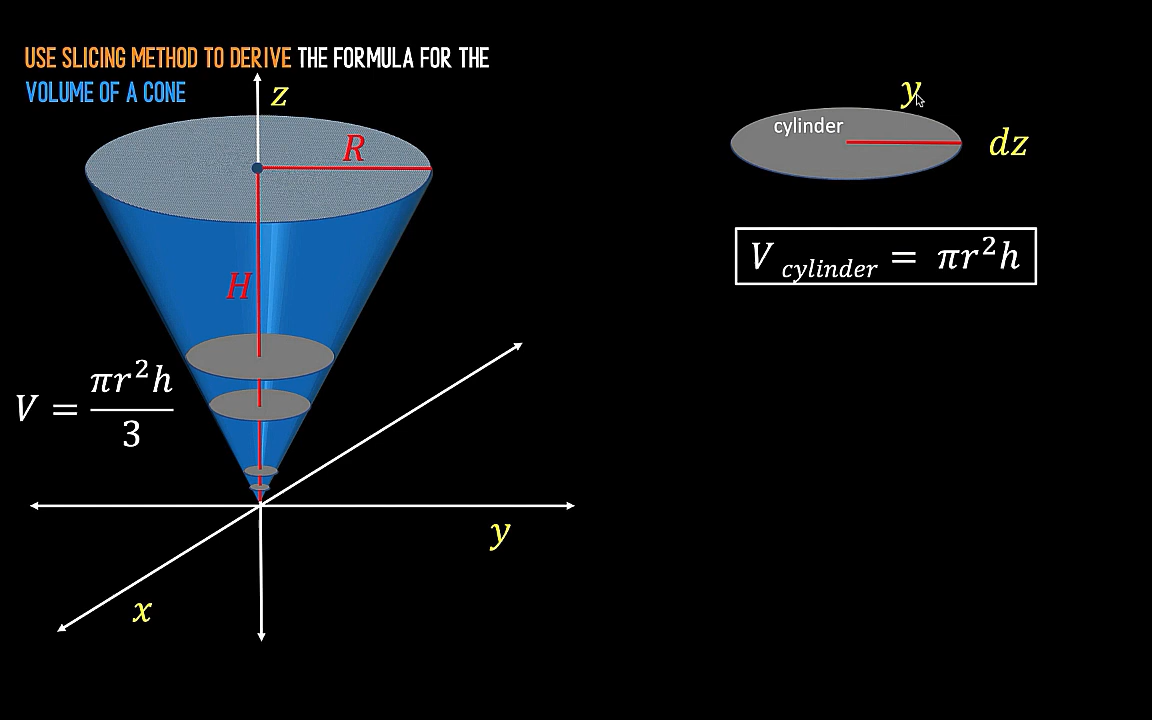 USE SLICING METHOD TO DERIVE THE FORMULA FOR THE
VOLUME OF A CONE
z
R
H
V = πr²h / 3
y
x
y
cylinder
dz
V cylinder = πr²h